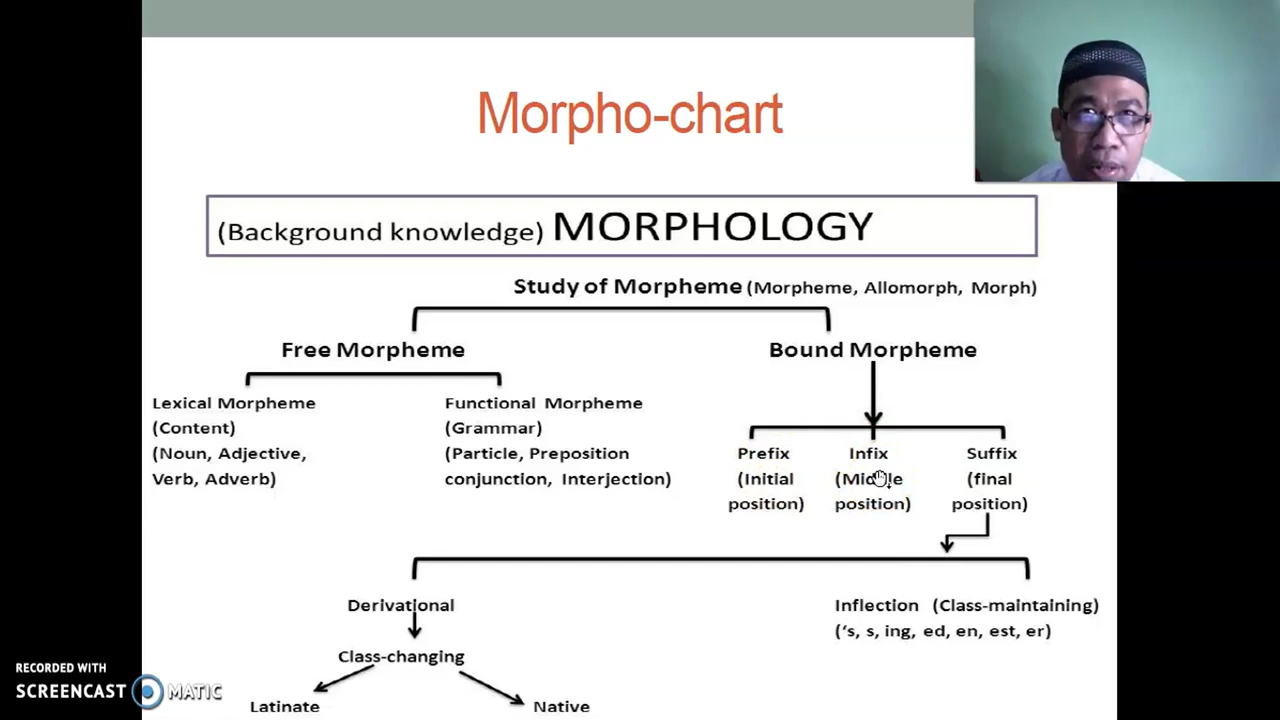 Morpho-chart
(Background knowledge) MORPHOLOGY
Study of Morpheme (Morpheme, Allomorph, Morph)
Free Morpheme
Bound Morpheme
Lexical Morpheme
(Content)
(Noun, Adjective,
Verb, Adverb)
Functional Morpheme
(Grammar)
(Particle, Preposition
conjunction, Interjection)
Prefix
(Initial
position)
Infix
(Middle
position)
Suffix
(final
position)
Derivational
Inflection (Class-maintaining)
(‘s, s, ing, ed, en, est, er)
Class-changing
Latinate
Native
RECORDED WITH
SCREENCAST MATIC